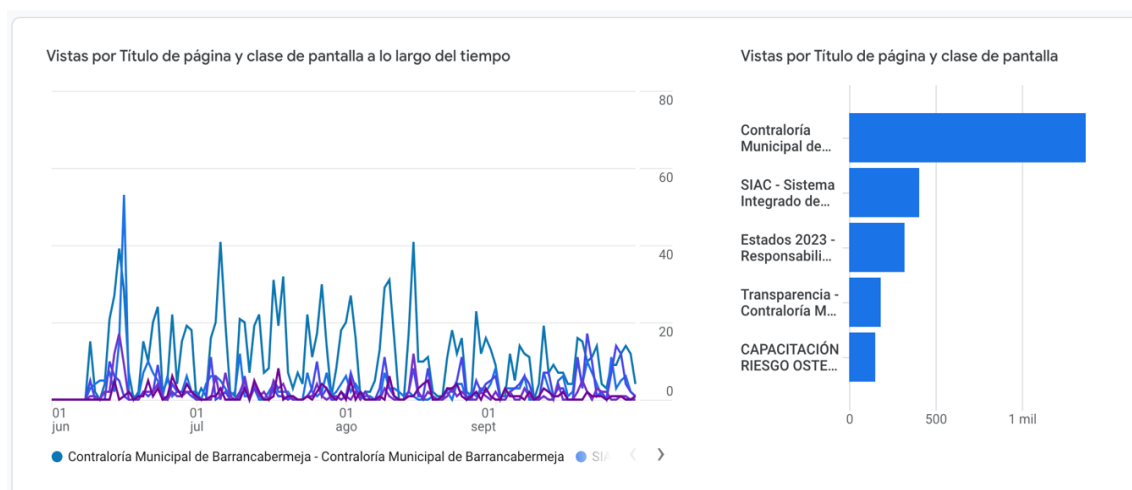 Vistas por Título de página y clase de pantalla a lo largo del tiempo
80
60
40
20
0
01
jun
01
jul
01
ago
01
sept
Contraloría Municipal de Barrancabermeja - Contraloría Municipal de Barrancabermeja
SIA
Vistas por Título de página y clase de pantalla
Contraloría
Municipal de...
SIAC - Sistema
Integrado de...
Estados 2023 -
Responsabili...
Transparencia -
Contraloría M...
CAPACITACIÓN
RIESGO OSTE...
0
500
1 mil